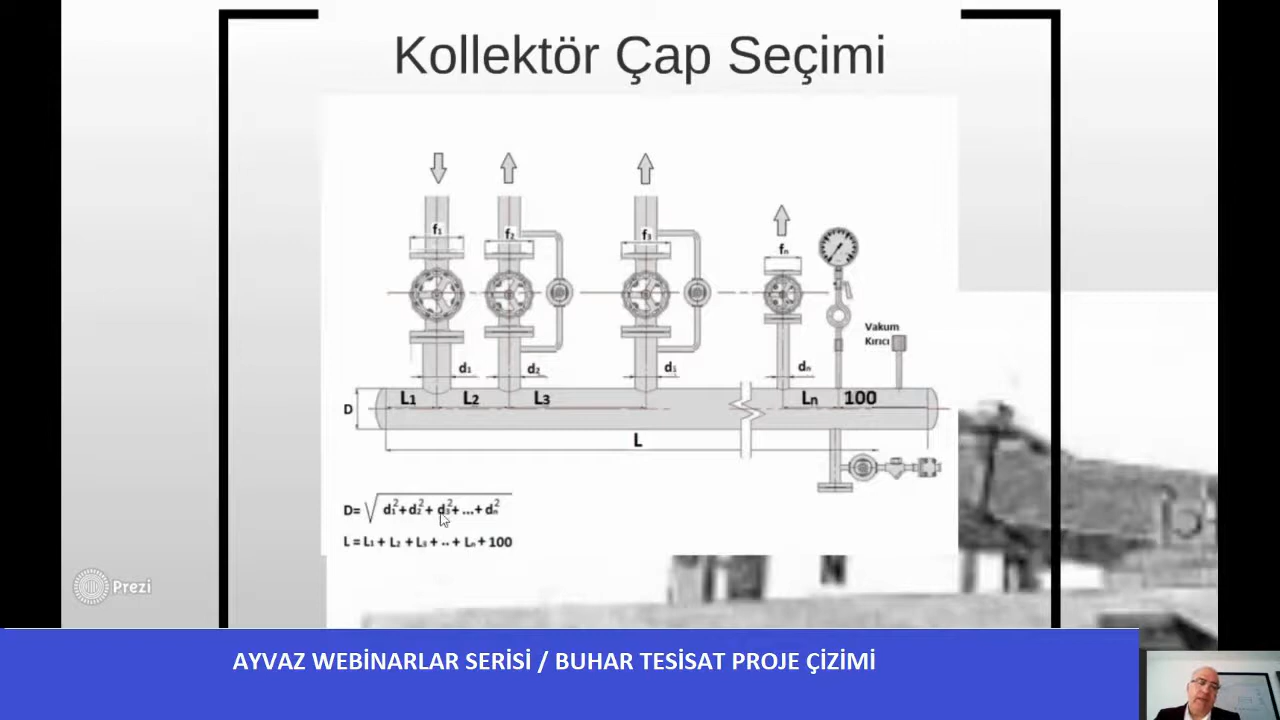 Kollektör Çap Seçimi
f₁ f₂ f₃ fₙ
Vakum
Kırıcı
d₁ d₂ d₁ dₙ
D L₁ L₂ L₃ Lₙ 100
L
D= √ d₁²+d₂²+ d₃²+ ...+ dₙ²
L = L₁ + L₂ + L₃ + ·· + Lₙ + 100
Prezi
AYVAZ WEBİNARLAR SERİSİ / BUHAR TESİSAT PROJE ÇİZİMİ